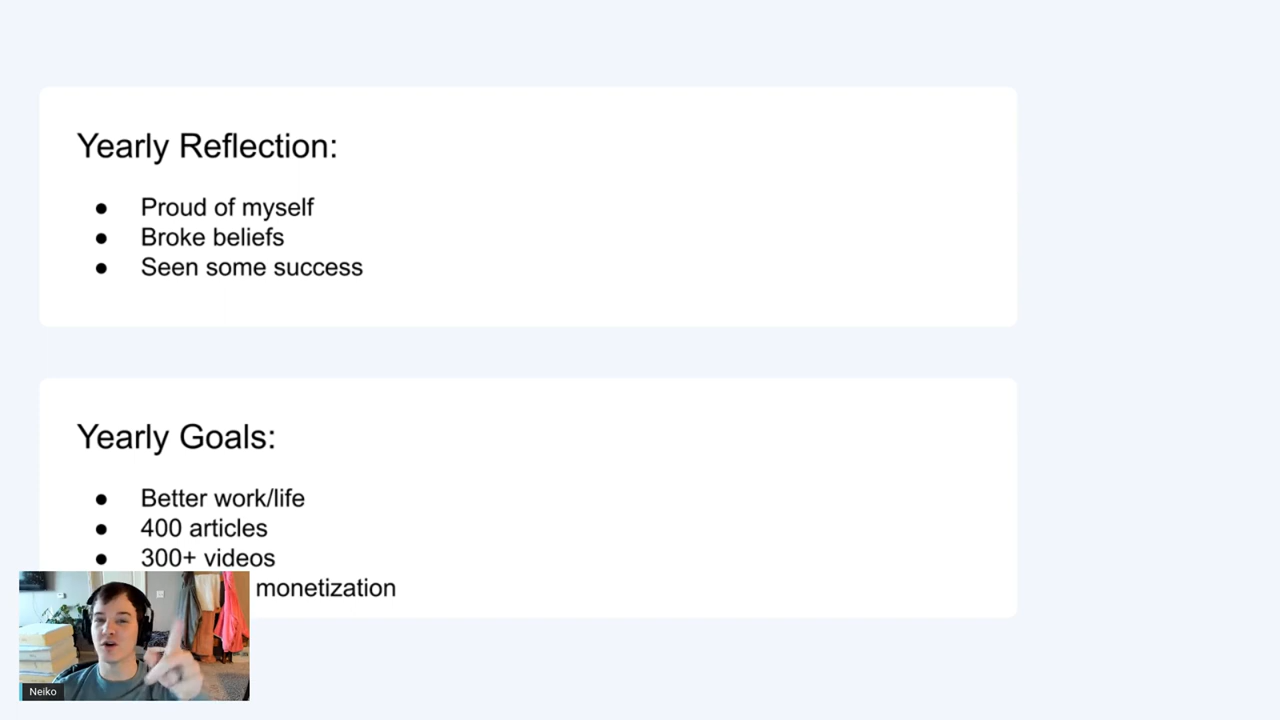 Yearly Reflection:
● Proud of myself
● Broke beliefs
● Seen some success
Yearly Goals:
● Better work/life
● 400 articles
● 300+ videos
monetization
Neiko